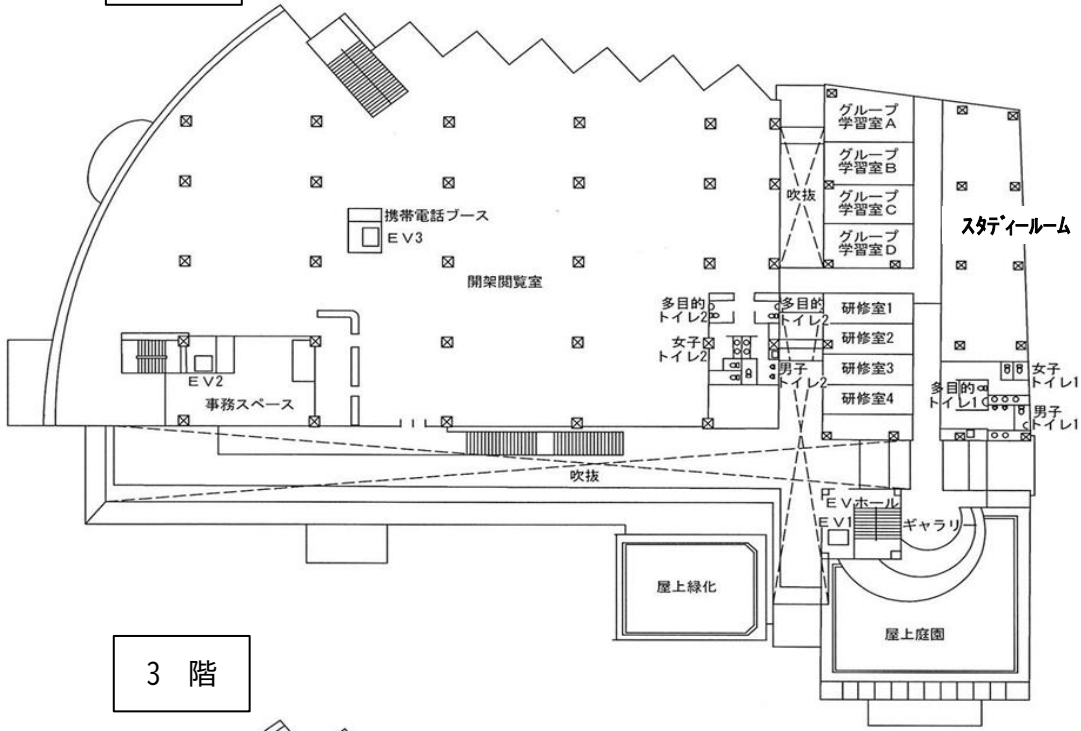 グループ
学習室A
グループ
学習室B
吹抜
グループ
学習室C
グループ
学習室D
スタディールーム
携帯電話ブース
EV3
開架閲覧室
多目的
トイレ2
多目的
トイレ2
女子
トイレ2
男子
トイレ2
研修室1
研修室2
研修室3
研修室4
女子
トイレ1
多目的
トイレ1
男子
トイレ1
EV2
事務スペース
吹抜
EVホール
EV1
ギャラリー
屋上緑化
屋上庭園
3 階